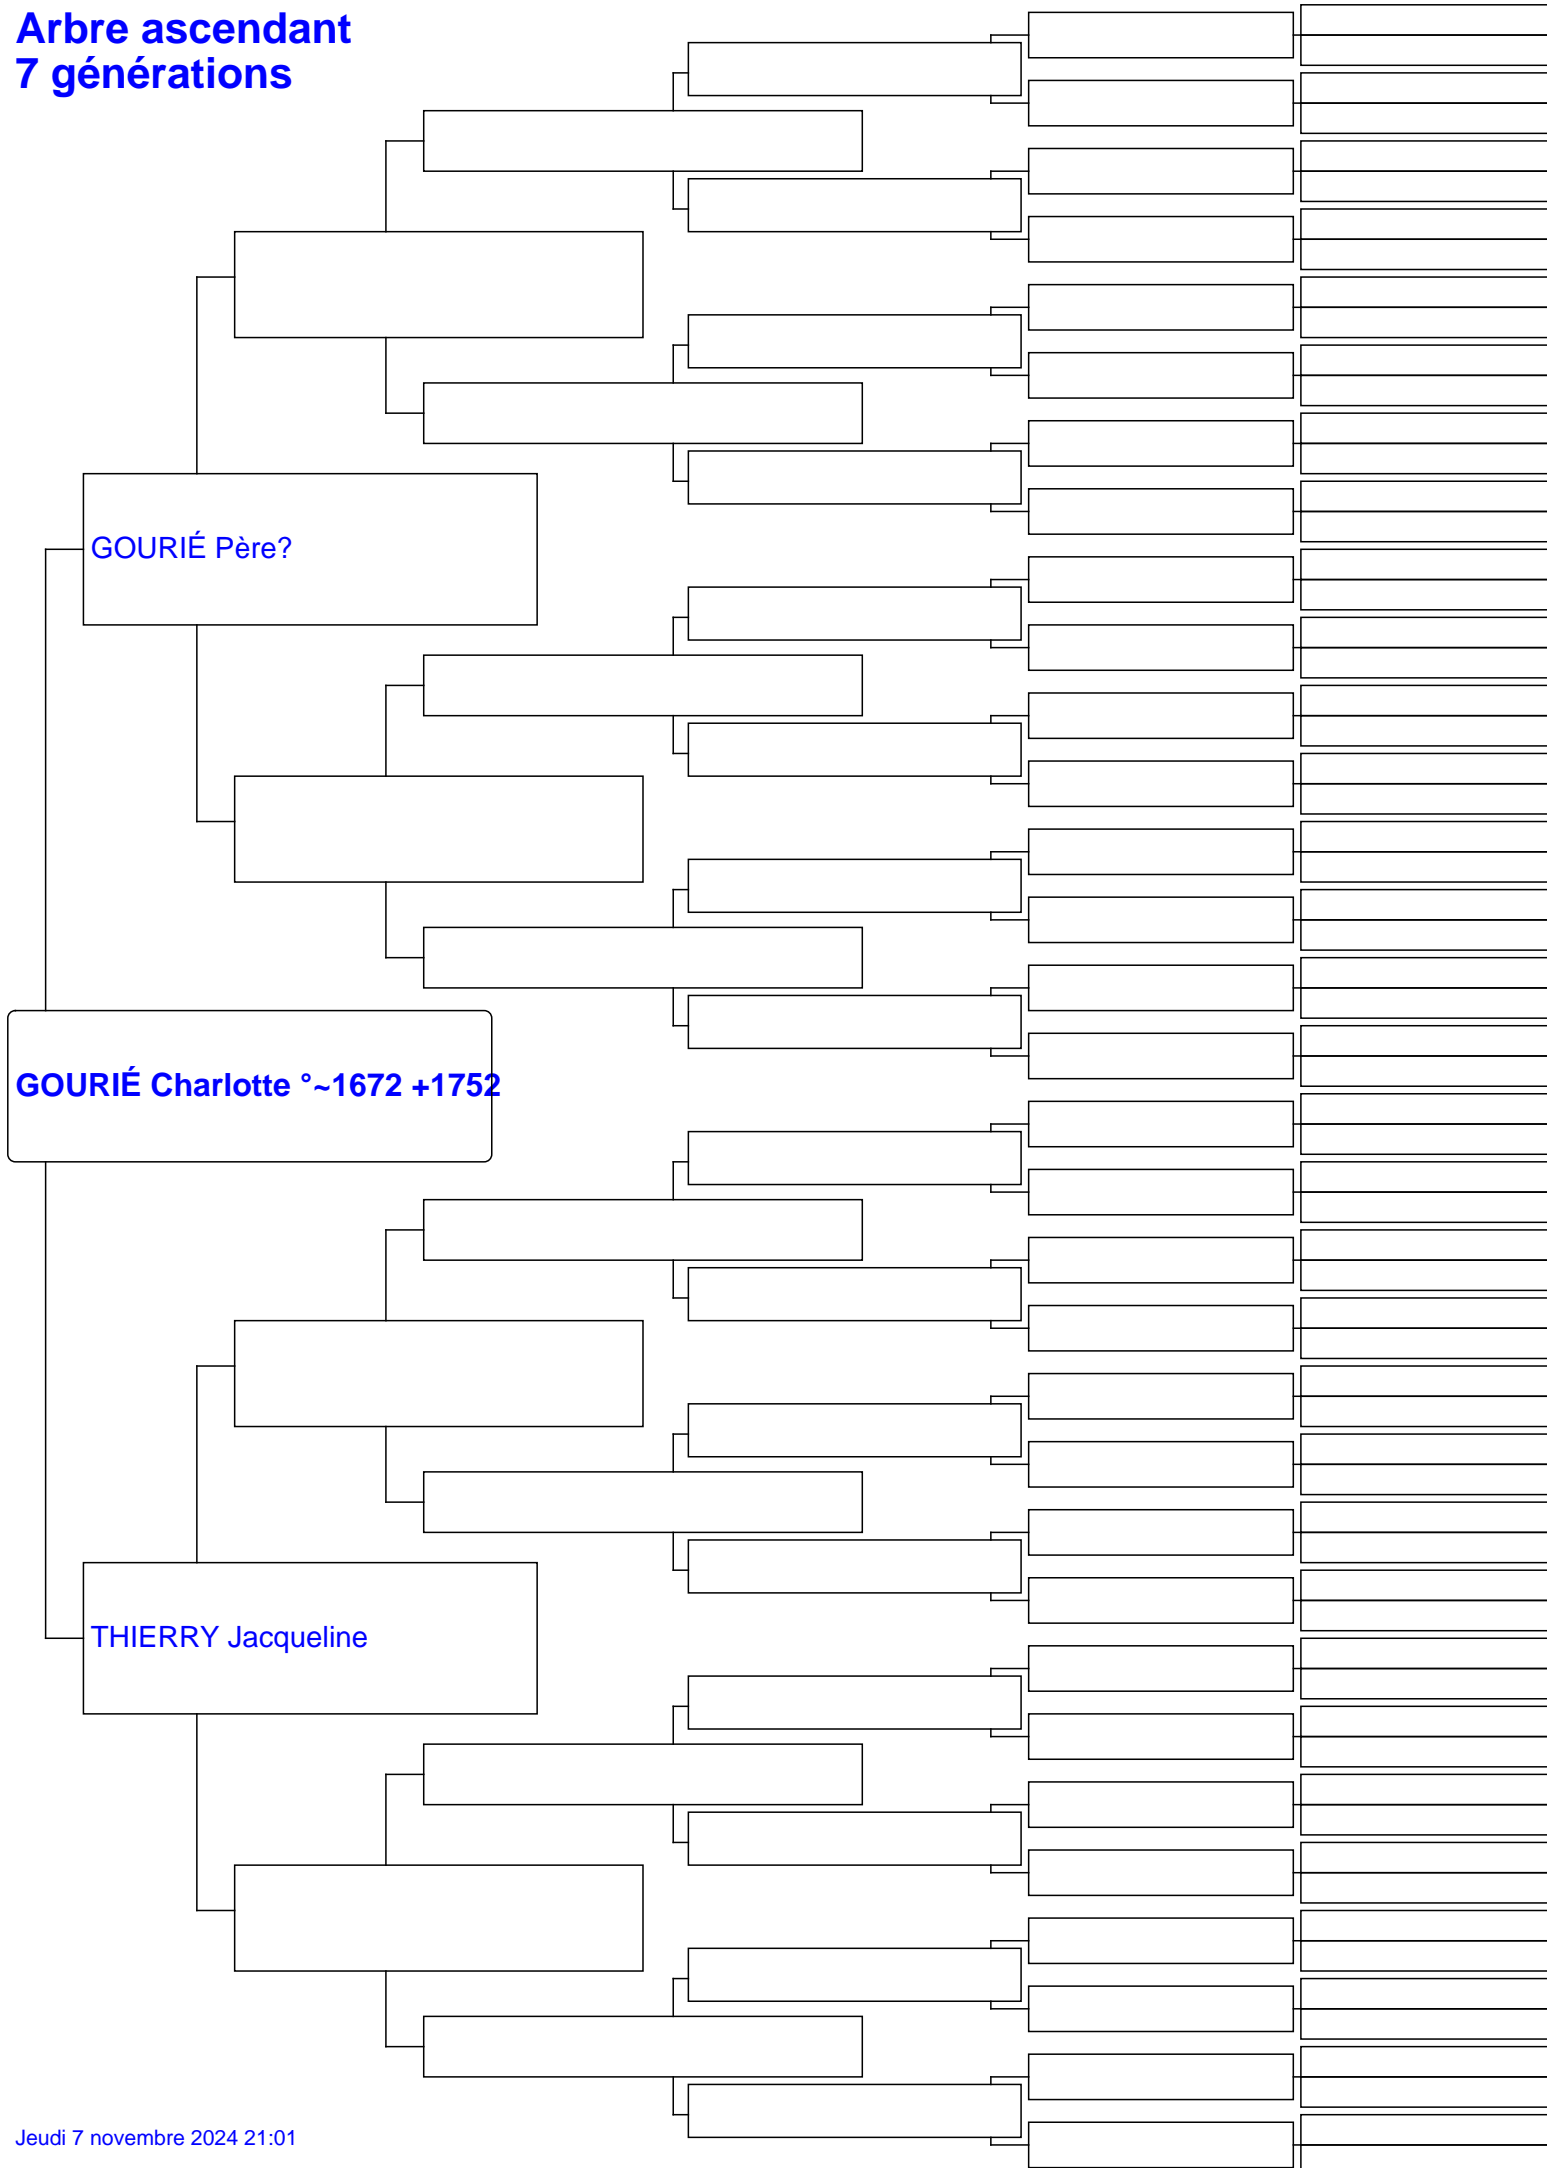 Arbre ascendant
7 générations
GOURIÉ Père?
GOURIÉ Charlotte °~1672 +1752
THIERRY Jacqueline
Jeudi 7 novembre 2024 21:01